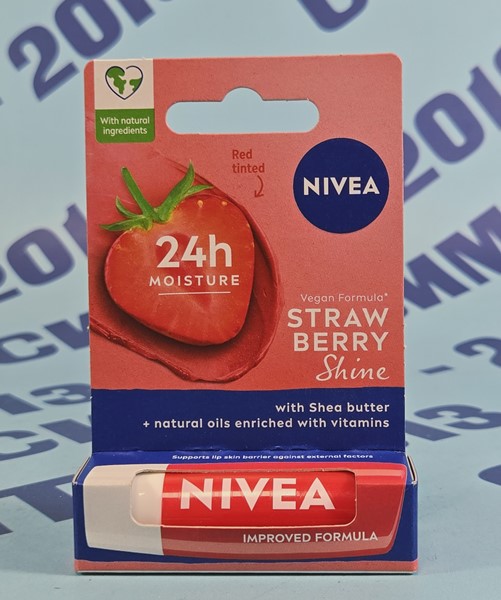 With natural
ingredients
Red
tinted
NIVEA
24h
MOISTURE
Vegan Formula*
STRAW
BERRY
Shine
with Shea butter
+ natural oils enriched with vitamins
Supports lip skin barrier against external factors
NIVEA
IMPROVED FORMULA